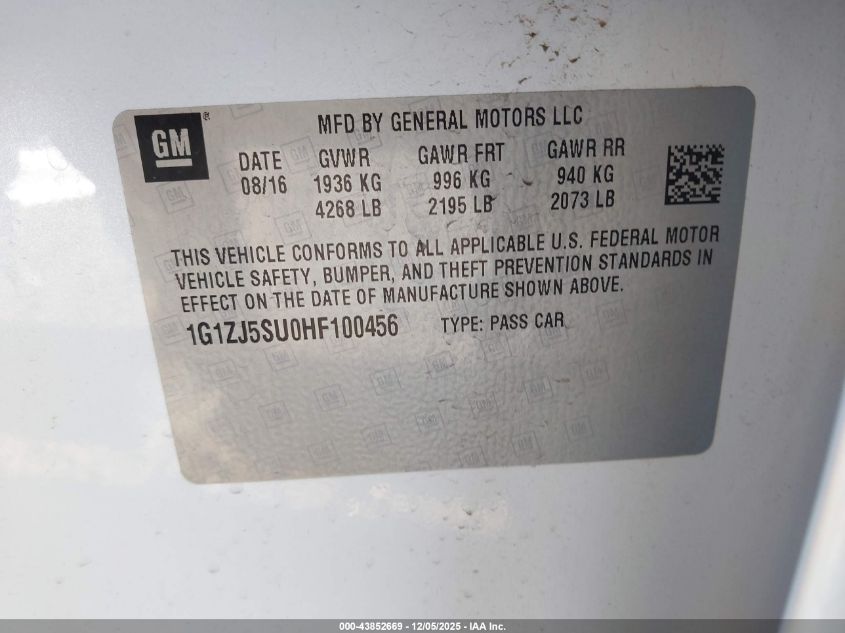 GM ®
MFD BY GENERAL MOTORS LLC
DATE GVWR GAWR FRT GAWR RR
08/16 1936 KG 996 KG 940 KG
4268 LB 2195 LB 2073 LB
THIS VEHICLE CONFORMS TO ALL APPLICABLE U.S. FEDERAL MOTOR
VEHICLE SAFETY, BUMPER, AND THEFT PREVENTION STANDARDS IN
EFFECT ON THE DATE OF MANUFACTURE SHOWN ABOVE.
1G1ZJ5SU0HF100456 TYPE: PASS CAR
000-43852669 - 12/05/2025 - IAA Inc.